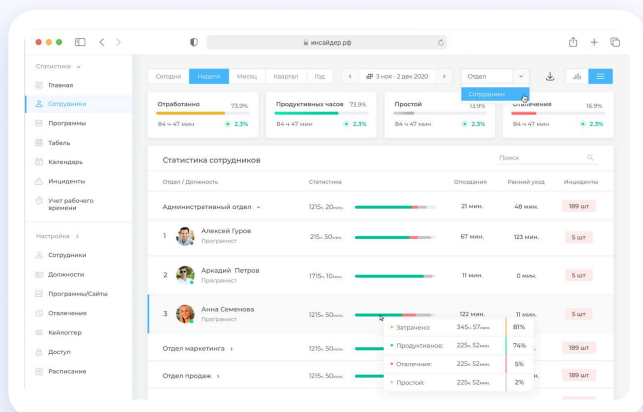 инсайдер.рф
Статистика
Главная
Сотрудники
Программы
Табель
Календарь
Инциденты
Учет рабочего
времени
Настройка
Сотрудники
Должности
Программы/Сайты
Отвлечения
Кейлоггер
Доступ
Расписание
Сегодня Неделя Месяц Квартал Год 3 ноя - 2 дек 2020 Отдел
Сотрудники
Отработанно 73.9%
84 ч 47 мин 2.3%
Продуктивных часов 73.9%
84 ч 47 мин 2.3%
Простой 13.9%
84 ч 47 мин 2.3%
Отвлечения 16.9%
84 ч 47 мин 2.3%
Статистика сотрудников Поиск
Отдел / Должность Статистика Опоздания Ранний уход Инциденты
Административный отдел 1215ч. 20мин. 21 мин. 48 мин. 189 шт
1 Алексей Гуров 215ч. 50мин. 67 мин. 123 мин. 5 шт
Програмист
2 Аркадий Петров 1715ч. 10мин. 11 мин. 0 мин. 5 шт
Програмист
3 Анна Семенова 1215ч. 50мин. 122 мин. 11 мин. 5 шт
Програмист
Затрачено: 345ч. 57мин. 81%
Продуктивное: 225ч. 52мин. 74%
Отвлечния: 225ч. 52мин. 5%
Простой: 225ч. 52мин. 2%
Отдел маркетинга 1215ч. 50мин. 189 шт
Отдел продаж 1215ч. 50мин. 189 шт